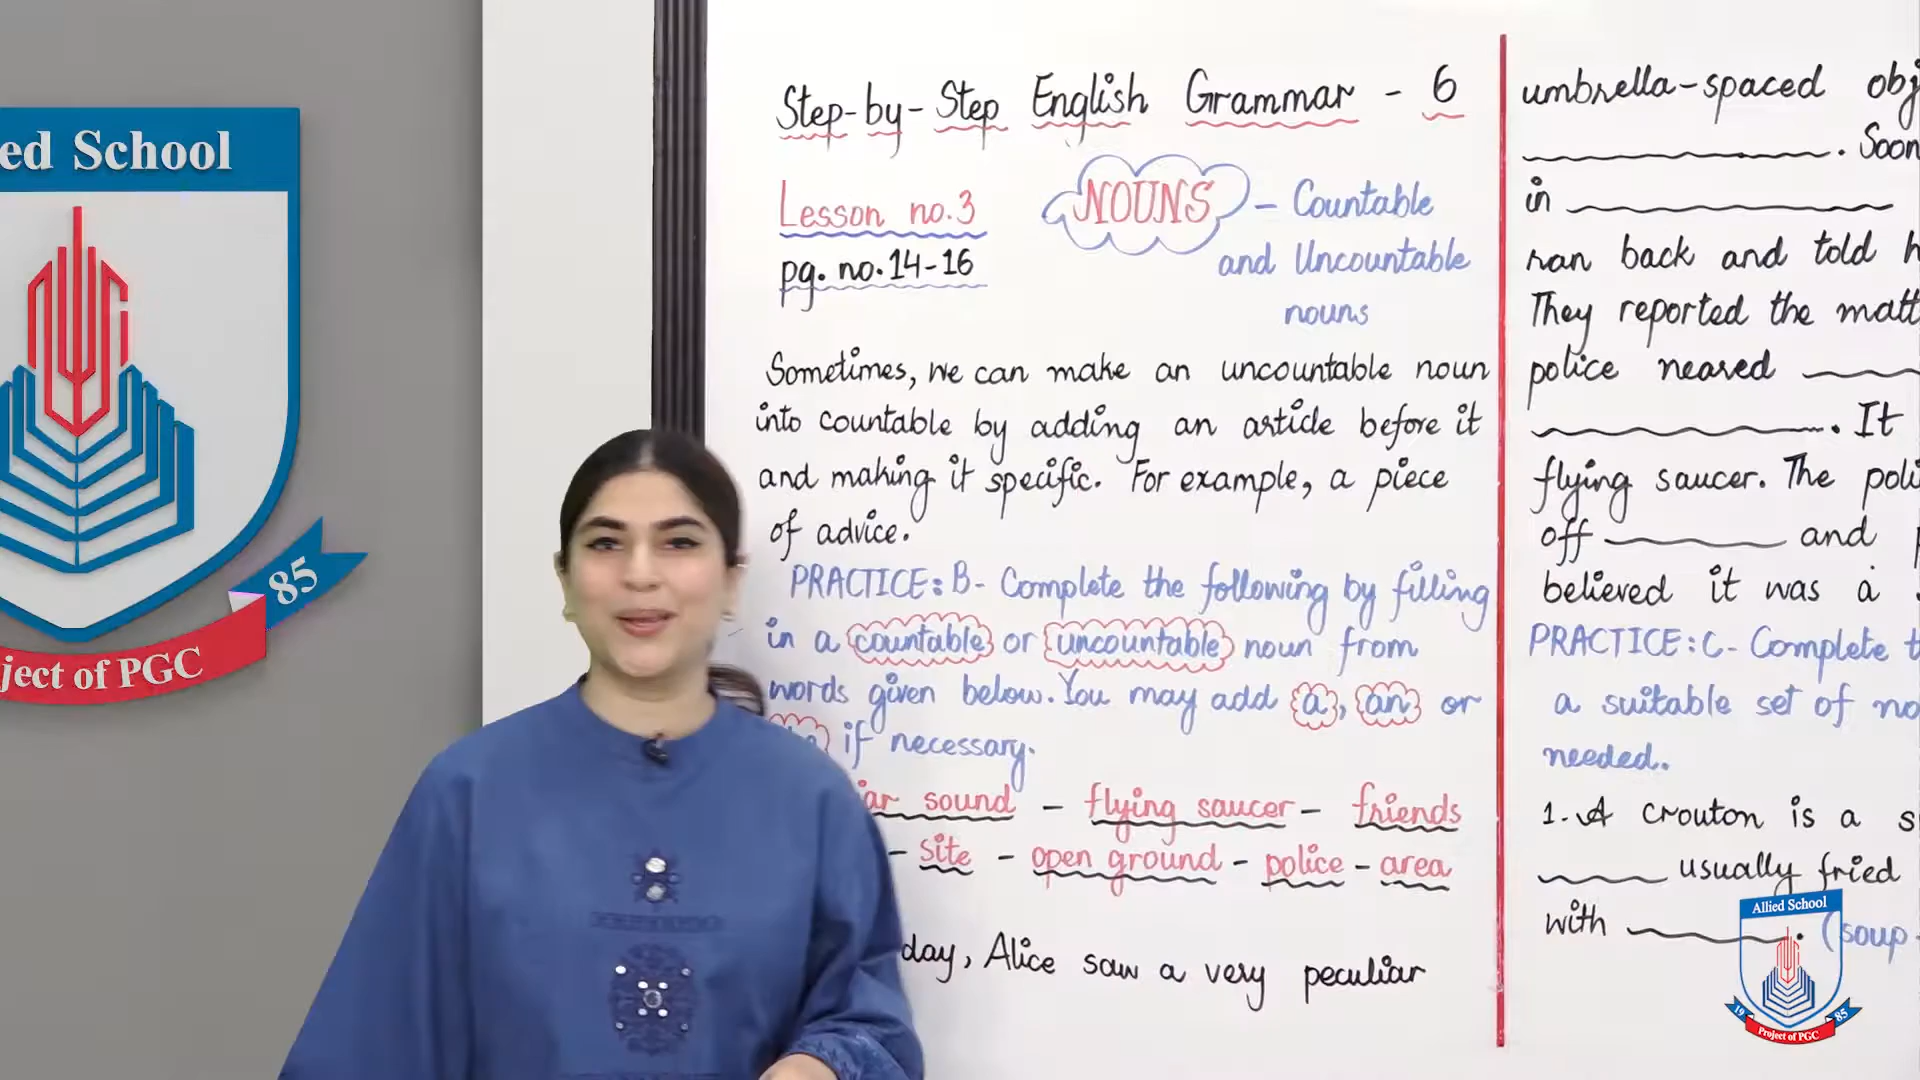 ed School
ject of PGC
85
Step-by-Step English Grammar - 6
Lesson no.3
pg. no.14-16
NOUNS - Countable
and Uncountable
nouns
Sometimes, we can make an uncountable noun
into countable by adding an article before it
and making it specific. For example, a piece
of advice.
PRACTICE: B- Complete the following by filling
in a countable or uncountable noun from
words given below. You may add a, an or
if necessary.
sound - flying saucer - friends
- site - open ground - police - area
day, Alice saw a very peculiar
umbrella-spaced
. Soon
in
ran back and told
They reported the
police neared
. It
flying saucer. The
off and
believed it was a
PRACTICE: C- Complete
a suitable set of
needed.
1. A crouton is a
usually fried
with . (soup
Allied School
19 85
Project of PGC